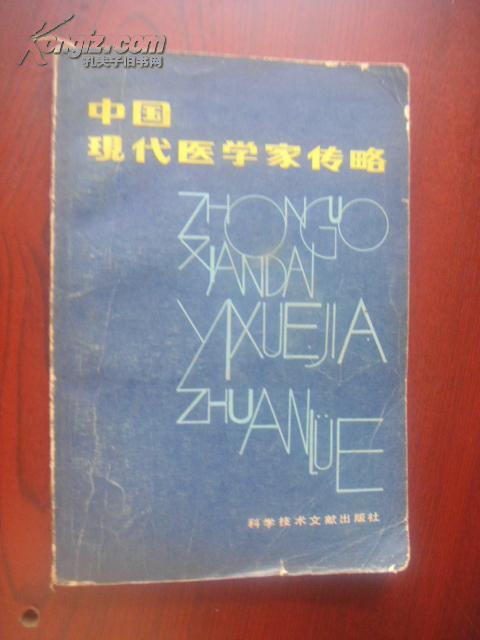 Kongfz.com
孔夫子旧书网
中国
现代医学家传略
ZHONGUO
XIANDAI
YIXUEJIA
ZHUANLÜE
科学技术文献出版社